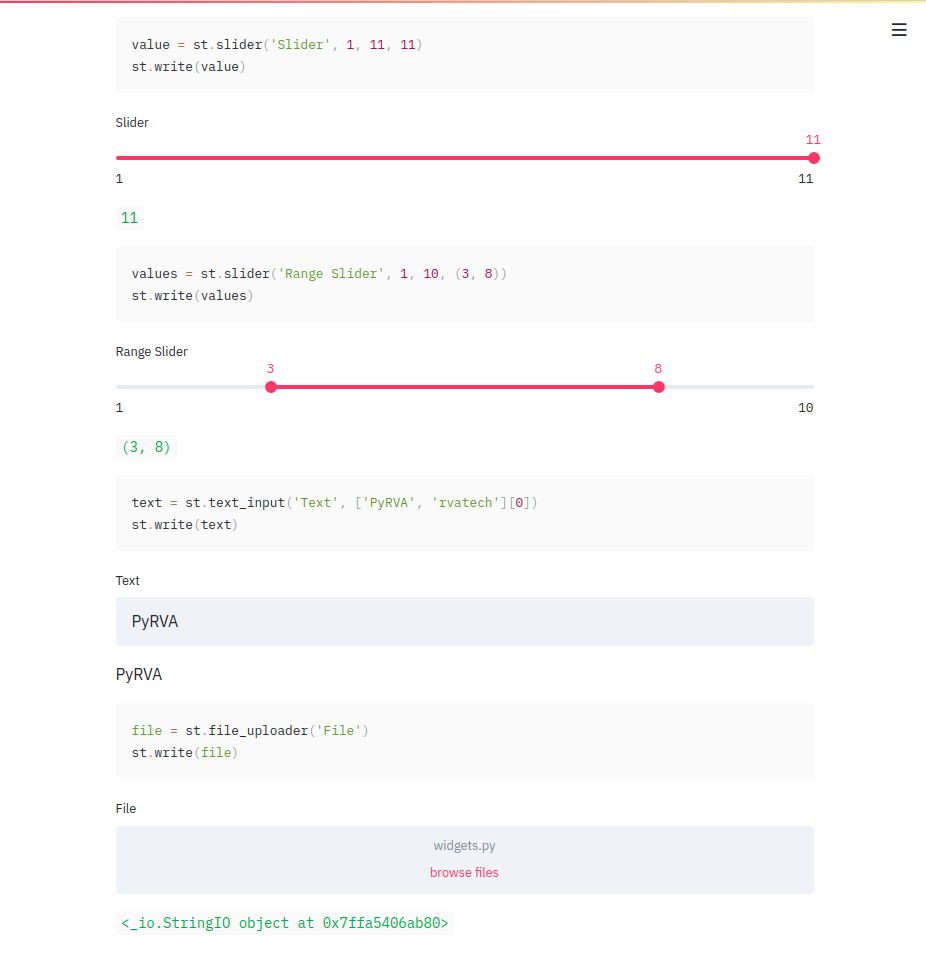 value = st.slider('Slider', 1, 11, 11)
st.write(value)
Slider
11
1 11
11
values = st.slider('Range Slider', 1, 10, (3, 8))
st.write(values)
Range Slider
3 8
1 10
(3, 8)
text = st.text_input('Text', ['PyRVA', 'rvatech'][0])
st.write(text)
Text
PyRVA
PyRVA
file = st.file_uploader('File')
st.write(file)
File
widgets.py
browse files
<_io.StringIO object at 0x7ffa5406ab80>